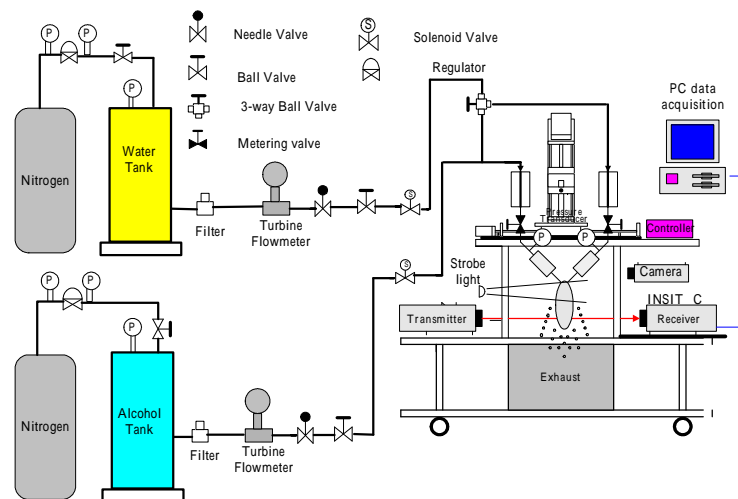 P
P
P
Nitrogen
Water
Tank
Filter
Turbine
Flowmeter
S
Needle Valve
Ball Valve
3-way Ball Valve
Metering valve
S
Solenoid Valve
Regulator
PC data
acquisition
Pressure
Transducer
P
P
Controller
Strobe
light
Camera
INSIT C
Transmitter
Receiver
Exhaust
P
P
P
Nitrogen
Alcohol
Tank
Filter
Turbine
Flowmeter
S